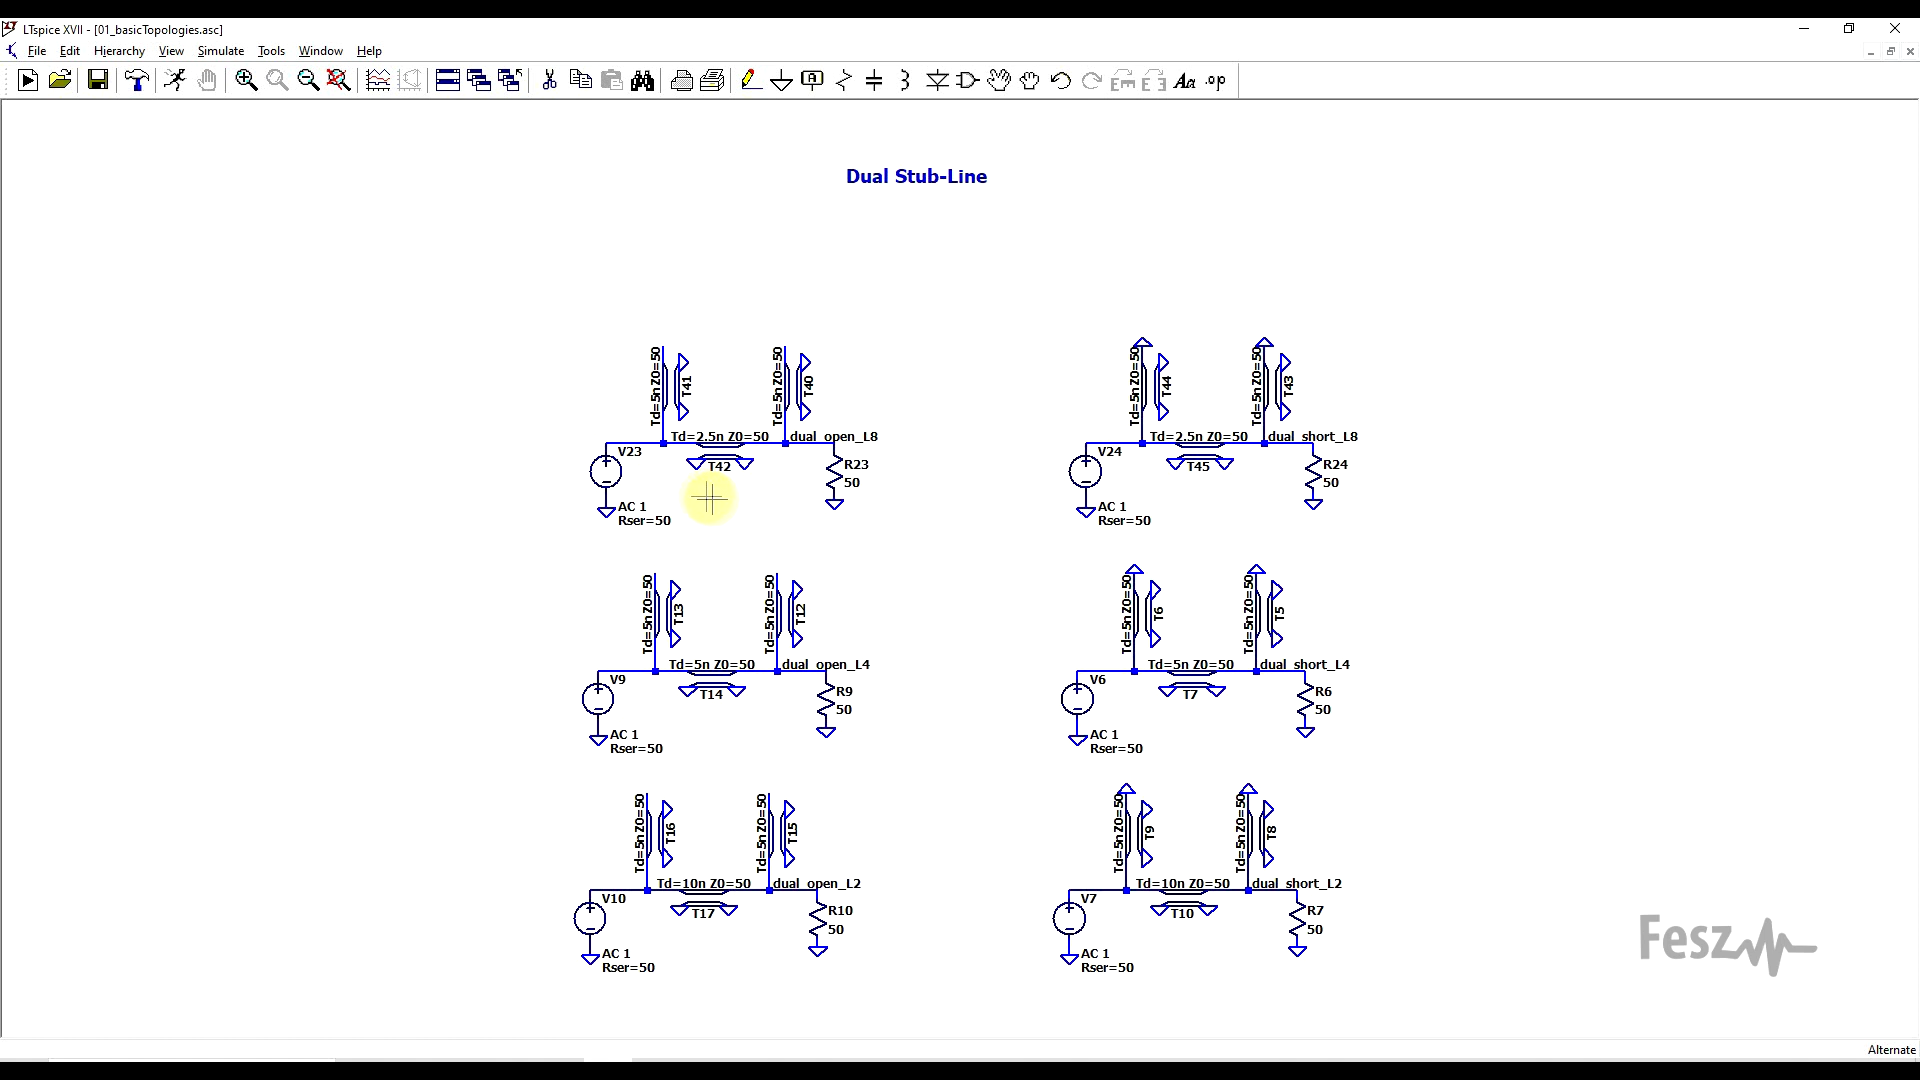 LTspice XVII - [01_basicTopologies.asc]
File Edit Hierarchy View Simulate Tools Window Help
Aa .op
Dual Stub-Line
Td=5n Z0=50
T41
Td=5n Z0=50
T40
Td=2.5n Z0=50
dual_open_L8
V23
T42
R23
50
AC 1
Rser=50
Td=5n Z0=50
T44
Td=5n Z0=50
T43
Td=2.5n Z0=50
dual_short_L8
V24
T45
R24
50
AC 1
Rser=50
Td=5n Z0=50
T13
Td=5n Z0=50
T12
Td=5n Z0=50
dual_open_L4
V9
T14
R9
50
AC 1
Rser=50
Td=5n Z0=50
T6
Td=5n Z0=50
T5
Td=5n Z0=50
dual_short_L4
V6
T7
R6
50
AC 1
Rser=50
Td=5n Z0=50
T16
Td=5n Z0=50
T15
Td=10n Z0=50
dual_open_L2
V10
T17
R10
50
AC 1
Rser=50
Td=5n Z0=50
T9
Td=5n Z0=50
T8
Td=10n Z0=50
dual_short_L2
V7
T10
R7
50
AC 1
Rser=50
Fesz
Alternate